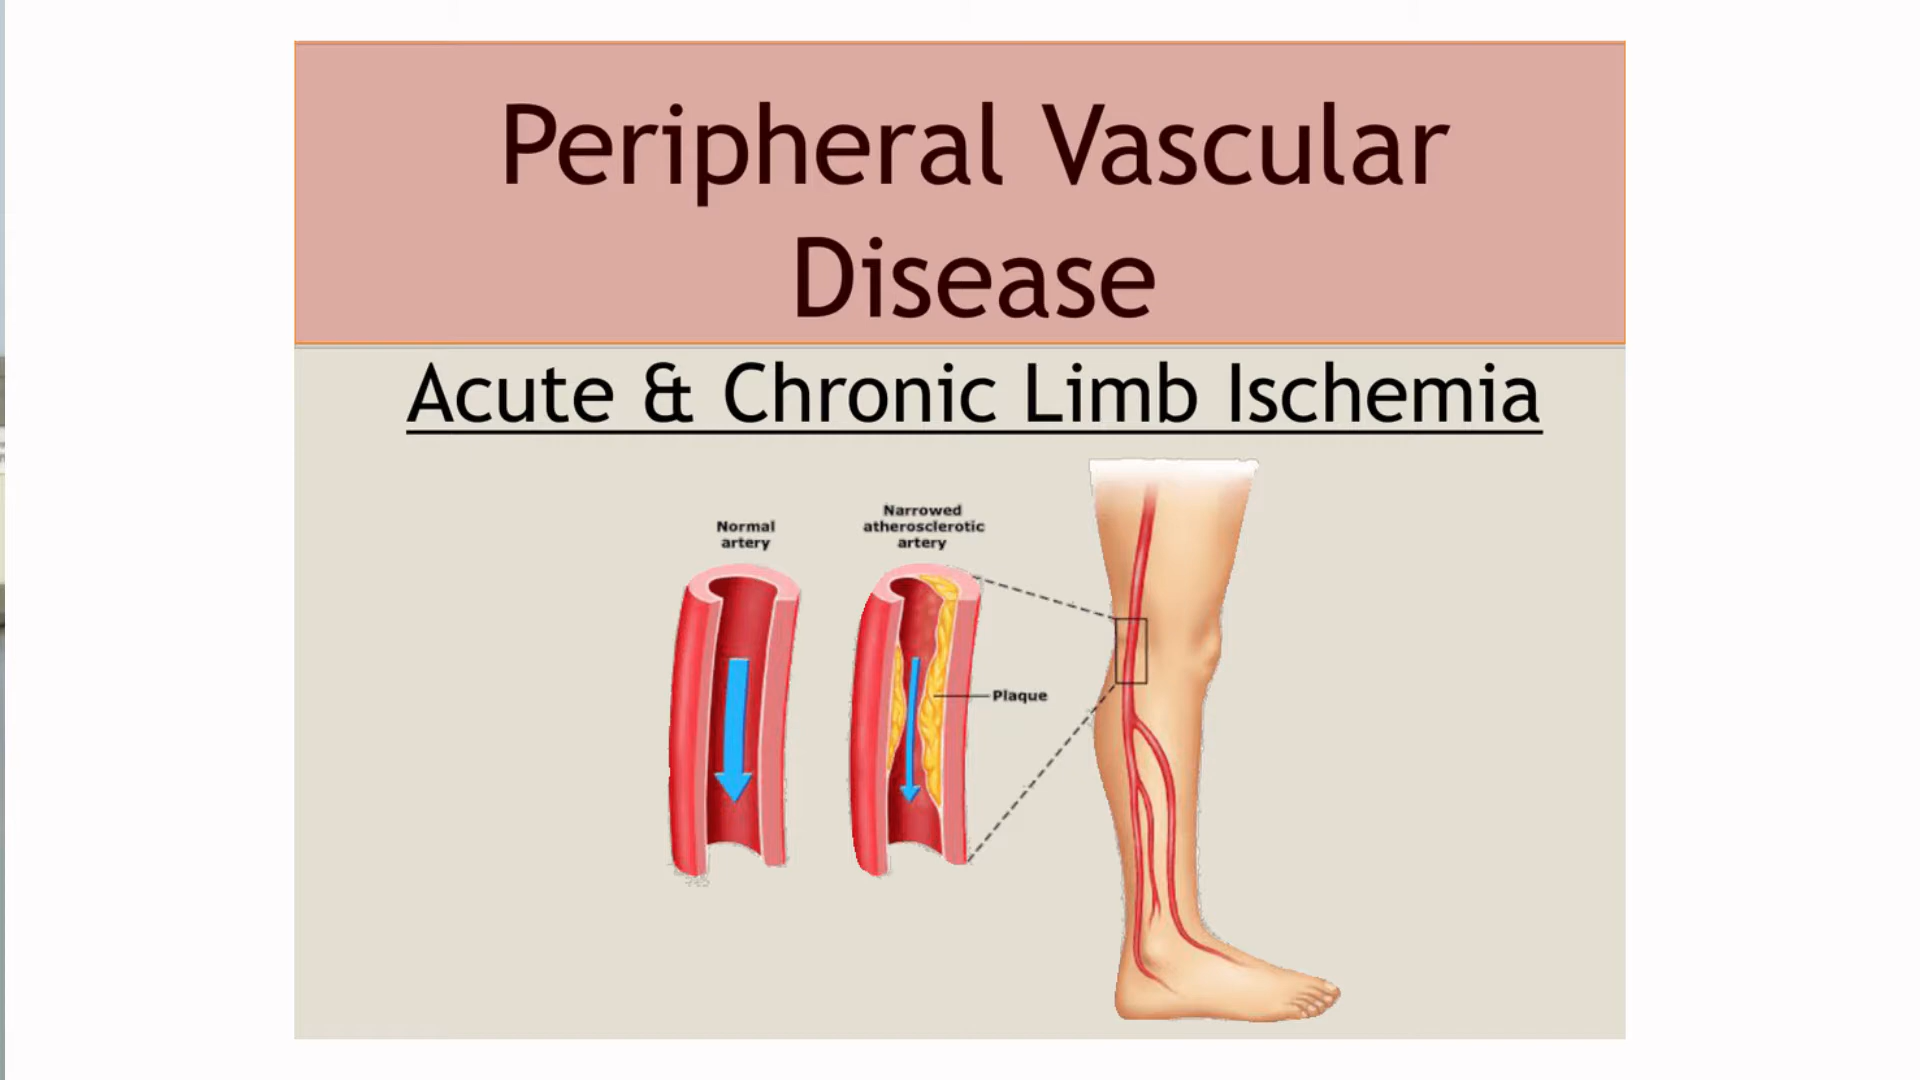 Peripheral Vascular
Disease
Acute & Chronic Limb Ischemia
Normal
artery
Narrowed
atherosclerotic
artery
Plaque